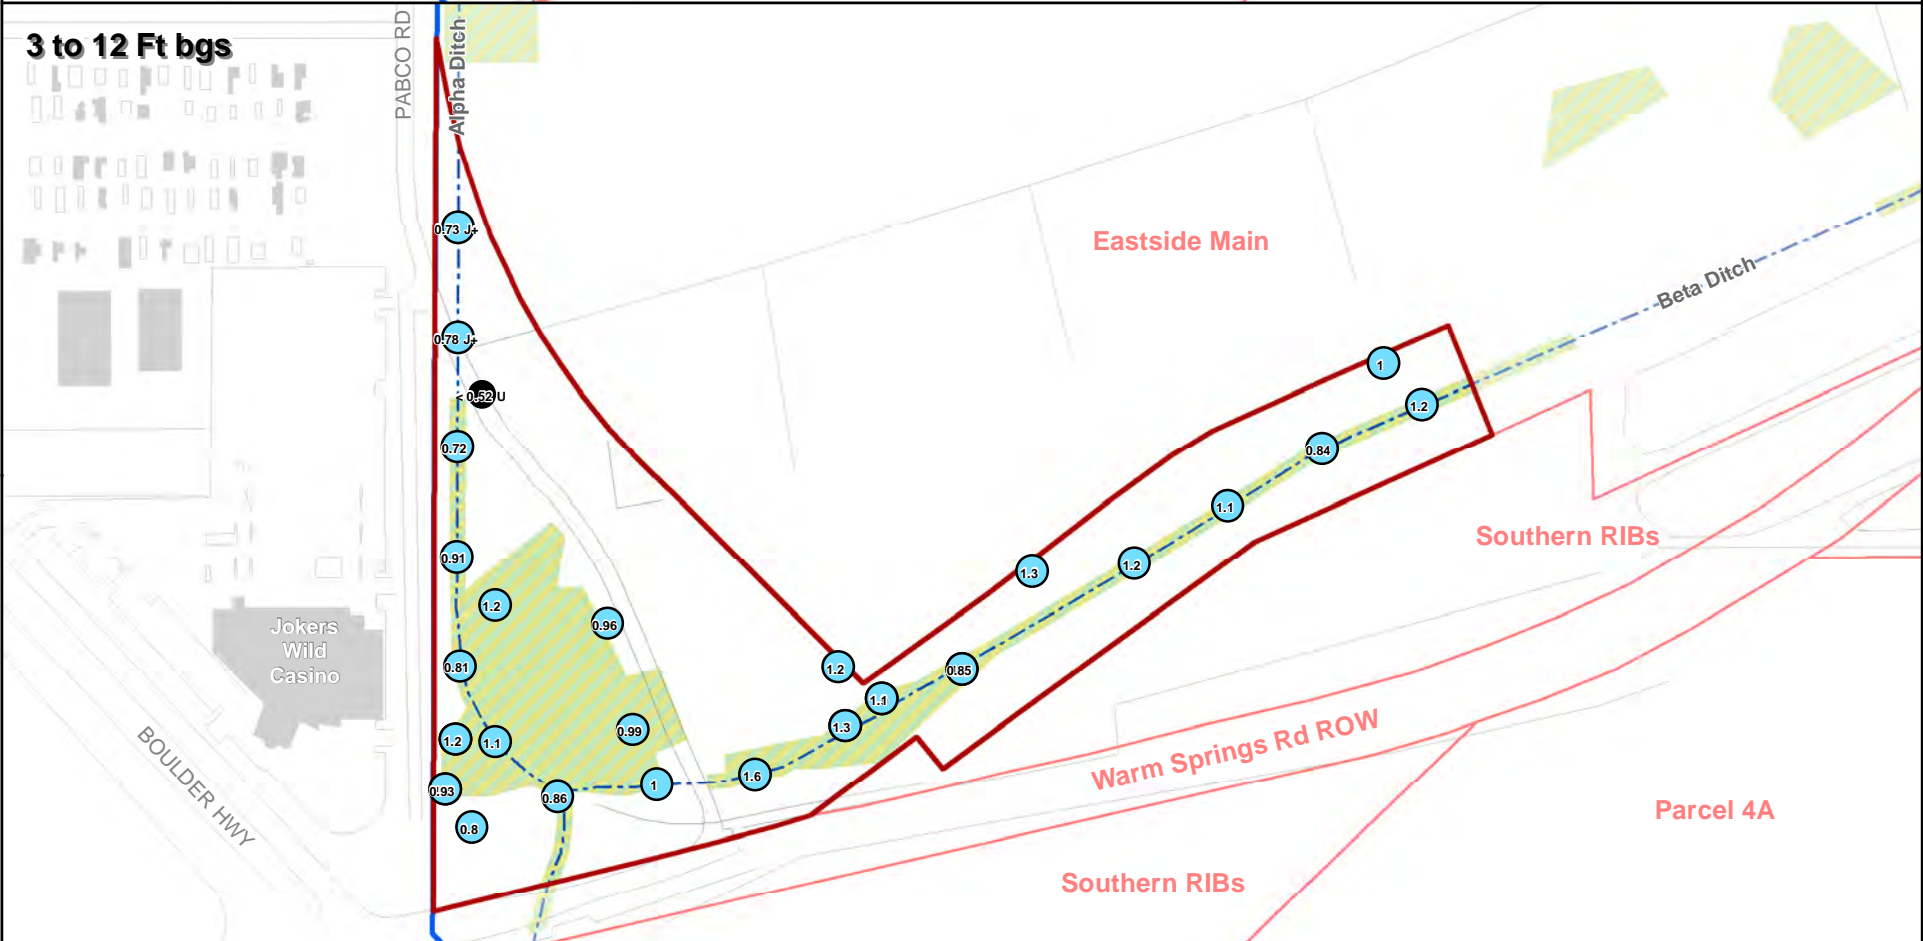 3 to 12 Ft bgs
PABCO RD
Alpha Ditch
0.73 J+
Eastside Main
Beta Ditch
0.78 J+
1
< 0.52 U
1.2
0.72
0.84
1.1
Southern RIBs
0.91
1.2
1.3
1.2
0.96
Jokers
Wild
Casino
0.81
1.2
0.85
1.1
1.3
0.99
1.2
1.1
BOULDER HWY
Warm Springs Rd ROW
1.6
1
0.93
0.86
0.8
Parcel 4A
Southern RIBs